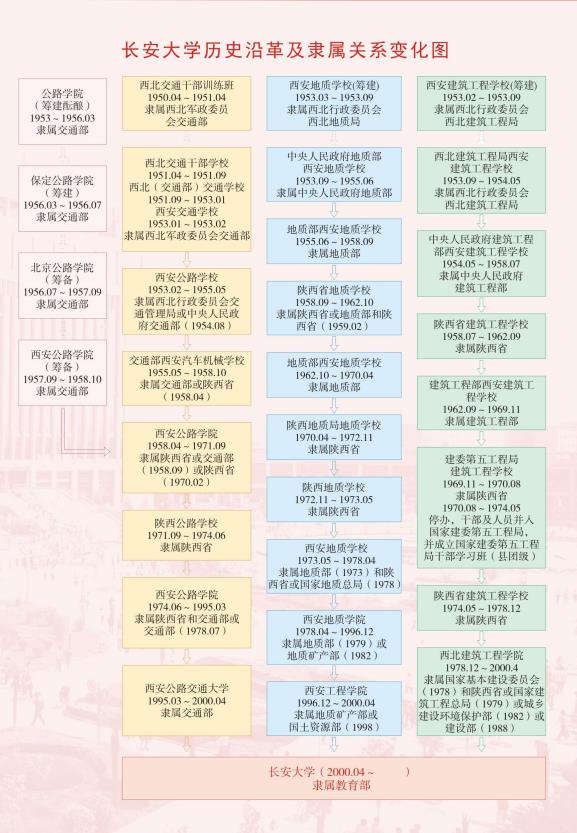 长安大学历史沿革及隶属关系变化图
公路学院
（筹建酝酿）
1953～1956.03
隶属交通部
保定公路学院
（筹建）
1956.03～1956.07
隶属交通部
北京公路学院
（筹备）
1956.07～1957.09
隶属交通部
西安公路学院
（筹备）
1957.09～1958.10
隶属交通部
西北交通干部训练班
1950.04～1951.04
隶属西北军政委员
会交通部
西北交通干部学校
1951.04～1951.09
西北（交通部）交通学校
1951.09～1953.01
西安交通学校
1953.01～1953.02
隶属西北军政委员会交通部
西安公路学校
1953.02～1955.05
隶属西北行政委员会交
通管理局或中央人民政
府交通部（1954.08）
交通部西安汽车机械学校
1955.05～1958.10
隶属交通部或陕西省
（1958.04）
西安公路学院
1958.04～1971.09
隶属陕西省或交通部
（1958.09）或陕西省
（1970.02）
陕西公路学校
1971.09～1974.06
隶属陕西省
西安公路学院
1974.06～1995.03
隶属陕西省和交通部或
交通部（1978.07）
西安公路交通大学
1995.03～2000.04
隶属交通部
西安地质学校(筹建)
1953.03～1953.09
隶属西北行政委员会
西北地质局
中央人民政府地质部
西安地质学校
1953.09～1955.06
隶属中央人民政府地质部
地质部西安地质学校
1955.06～1958.09
隶属地质部
陕西省地质学校
1958.09～1962.10
隶属陕西省或地质部和陕
西省（1959.02）
地质部西安地质学校
1962.10～1970.04
隶属地质部
陕西地质局地质学校
1970.04～1972.11
隶属陕西省
陕西地质学校
1972.11～1973.05
隶属陕西省
西安地质学校
1973.05～1978.04
隶属地质部（1973）和陕
西省或国家地质总局（1978）
西安地质学院
1978.04～1996.12
隶属地质部（1979）或
地质矿产部（1982）
西安工程学院
1996.12～2000.04
隶属地质矿产部或
国土资源部（1998）
西安建筑工程学校(筹建)
1953.02～1953.09
隶属西北行政委员会
西北建筑工程局
西北建筑工程局西安
建筑工程学校
1953.09～1954.05
隶属西北行政委员会
西北建筑工程局
中央人民政府建筑工程
部西安建筑工程学校
1954.05～1958.07
隶属中央人民政府
建筑工程部
陕西省建筑工程学校
1958.07～1962.09
隶属陕西省
建筑工程部西安建筑工
程学校
1962.09～1969.11
隶属建筑工程部
建委第五工程局
建筑工程学校
1969.11～1970.08
隶属陕西省
1970.08～1974.05
停办，干部及人员并入
国家建委第五工程局，
并成立国家建委第五工程
局干部学习班（县团级）
陕西省建筑工程学校
1974.05～1978.12
隶属陕西省
西北建筑工程学院
1978.12～2000.4
隶属国家基本建设委员会
（1978）和陕西省或国家建
筑工程总局（1979）或城乡
建设环境保护部（1982）或
建设部（1988）
长安大学（2000.04～　　）
隶属教育部